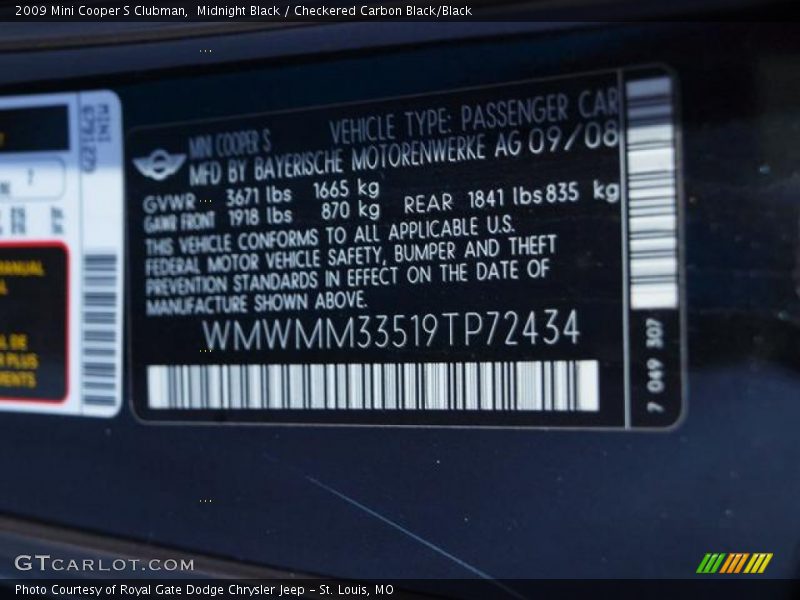 2009 Mini Cooper S Clubman,  Midnight Black / Checkered Carbon Black/Black
MINI COOPER S VEHICLE TYPE: PASSENGER CAR
MFD BY BAYERISCHE MOTORENWERKE AG 09/08
GVWR 3671 lbs 1665 kg
GAWR FRONT 1918 lbs 870 kg REAR 1841 lbs 835 kg
THIS VEHICLE CONFORMS TO ALL APPLICABLE U.S.
FEDERAL MOTOR VEHICLE SAFETY, BUMPER AND THEFT
PREVENTION STANDARDS IN EFFECT ON THE DATE OF
MANUFACTURE SHOWN ABOVE.
WMWMM33519TP72434
7 049 307
MINI
MANUAL
DE
PLUS
GTCARLOT.COM
Photo Courtesy of Royal Gate Dodge Chrysler Jeep - St. Louis, MO